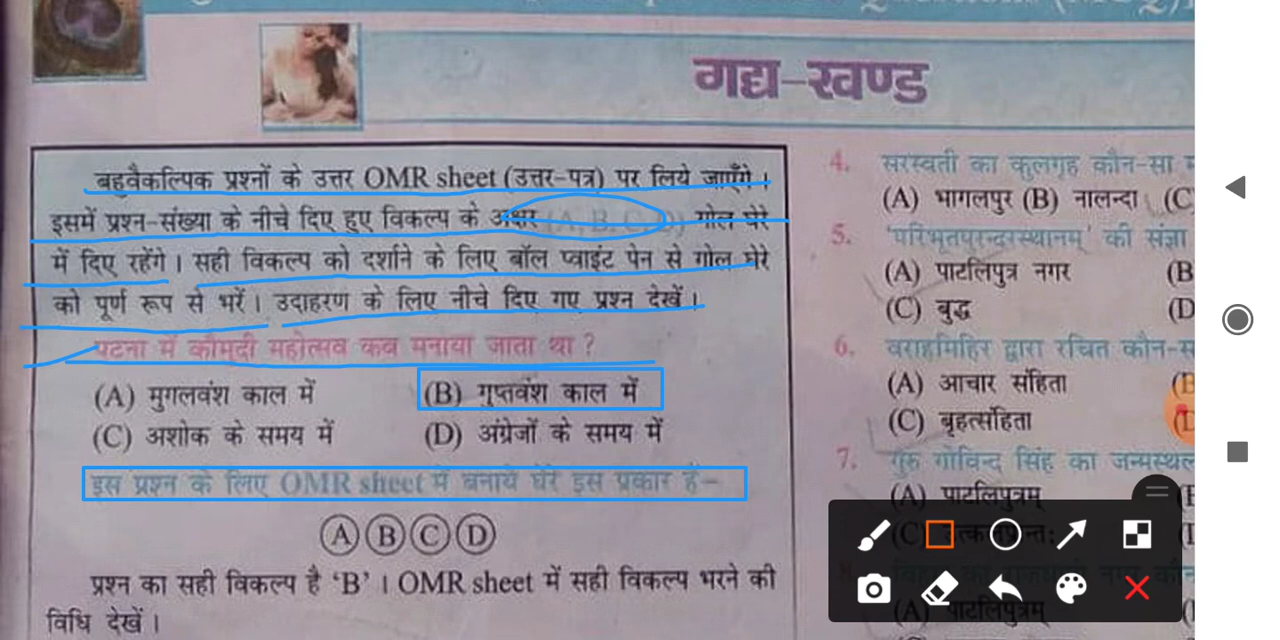 गद्य-खण्ड
बहुवैकल्पिक प्रश्नों के उत्तर OMR sheet (उत्तर-पत्र) पर लिये जाएँगे।
इसमें प्रश्न-संख्या के नीचे दिए हुए विकल्प के अक्षर (A, B, C, D) गोल घेरे
में दिए रहेंगे। सही विकल्प को दर्शाने के लिए बॉल प्वाइंट पेन से गोल घेरे
को पूर्ण रूप से भरें। उदाहरण के लिए नीचे दिए गए प्रश्न देखें।
पटना में कौमुदी महोत्सव कब मनाया जाता था?
(A) मुगलवंश काल में (B) गुप्तवंश काल में
(C) अशोक के समय में (D) अंग्रेजों के समय में
इस प्रश्न के लिए OMR sheet में बनाये घेरे इस प्रकार हैं-
A B C D
प्रश्न का सही विकल्प है 'B'। OMR sheet में सही विकल्प भरने की
विधि देखें।
4. सरस्वती का कुलगृह कौन-सा
(A) भागलपुर (B) नालन्दा (C
5. 'परिभूतपुरन्दरस्थानम्' की संज्ञा
(A) पाटलिपुत्र नगर (B
(C) बुद्ध (D
6. वराहमिहिर द्वारा रचित कौन-स
(A) आचार संहिता (B
(C) बृहत्संहिता (D
7. गुरु गोविन्द सिंह का जन्मस्थल
(A) पाटलिपुत्रम्
(C)
(A) पाटलिपुत्रम्